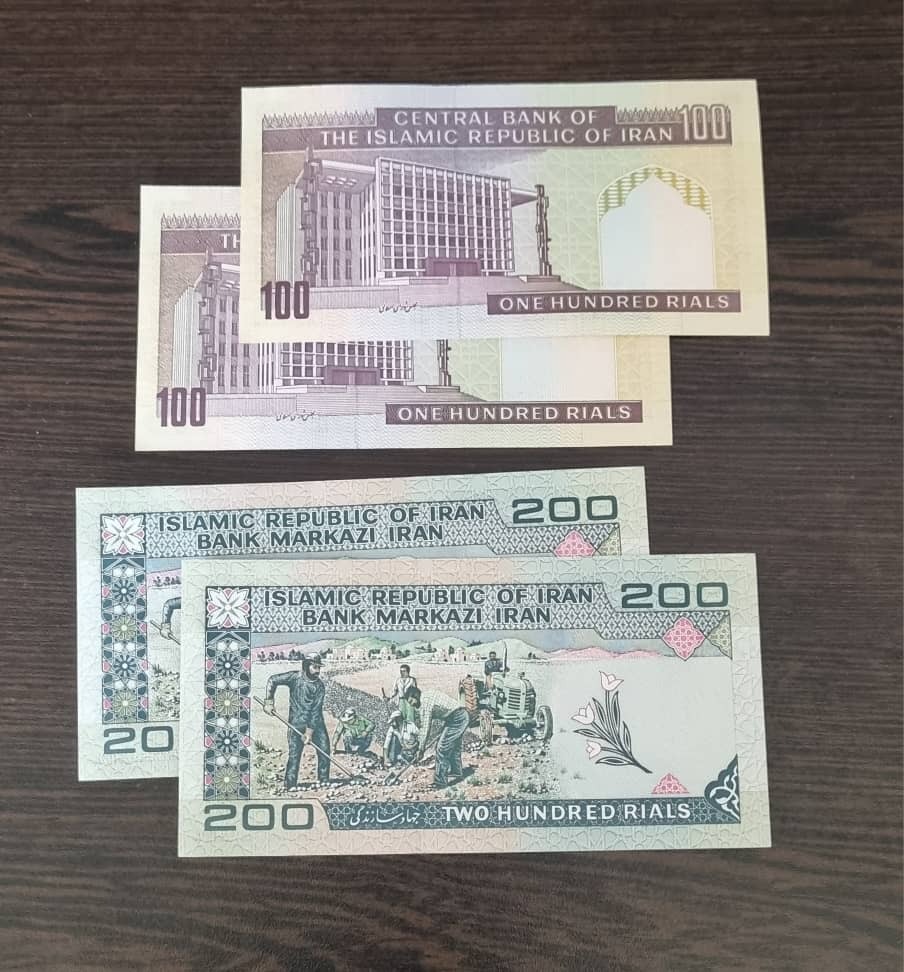 CENTRAL BANK OF
THE ISLAMIC REPUBLIC OF IRAN 100
100
ONE HUNDRED RIALS
TH
100
ONE HUNDRED RIALS
ISLAMIC REPUBLIC OF IRAN 200
BANK MARKAZI IRAN
20
ISLAMIC REPUBLIC OF IRAN 200
BANK MARKAZI IRAN
200 جهاد سازندگی TWO HUNDRED RIALS